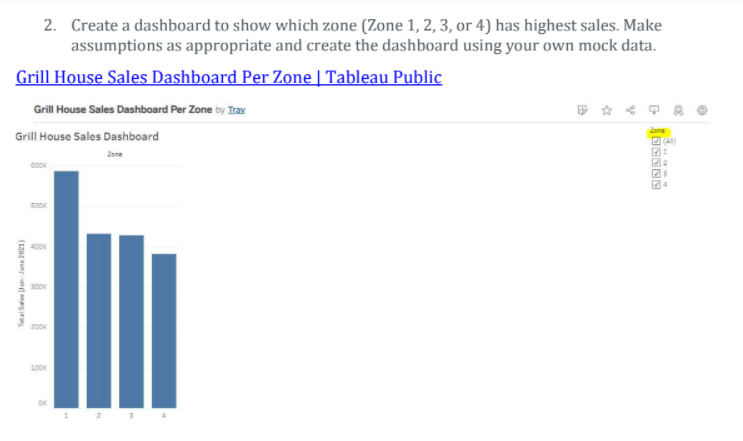 2. Create a dashboard to show which zone (Zone 1, 2, 3, or 4) has highest sales. Make
assumptions as appropriate and create the dashboard using your own mock data.
Grill House Sales Dashboard Per Zone | Tableau Public
Grill House Sales Dashboard Per Zone by Trav
Grill House Sales Dashboard
Zone
Zone
(All)
1
2
3
4
600K
500K
400K
300K
200K
100K
0K
Total Sales (Jan - June 2021)
1 2 3 4